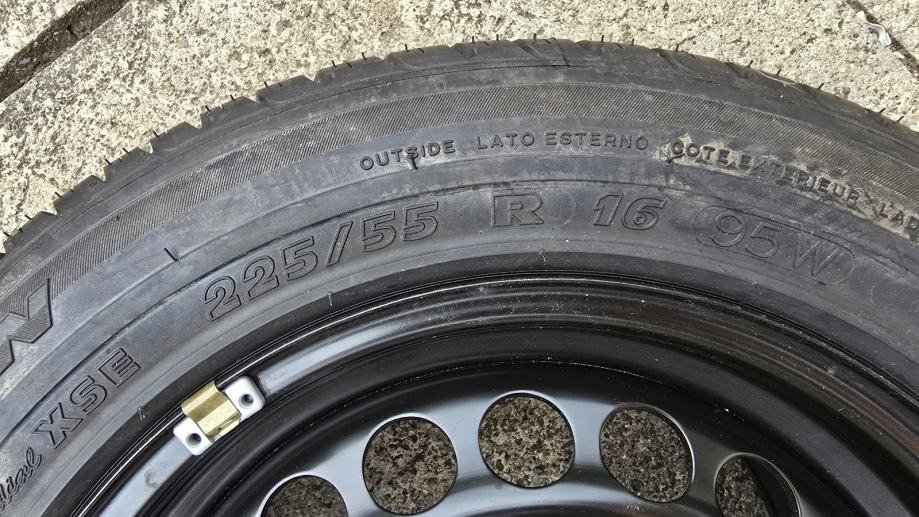 OUTSIDE LATO ESTERNO COTE EXTERIEUR
225/55 R 16 95W
XSE